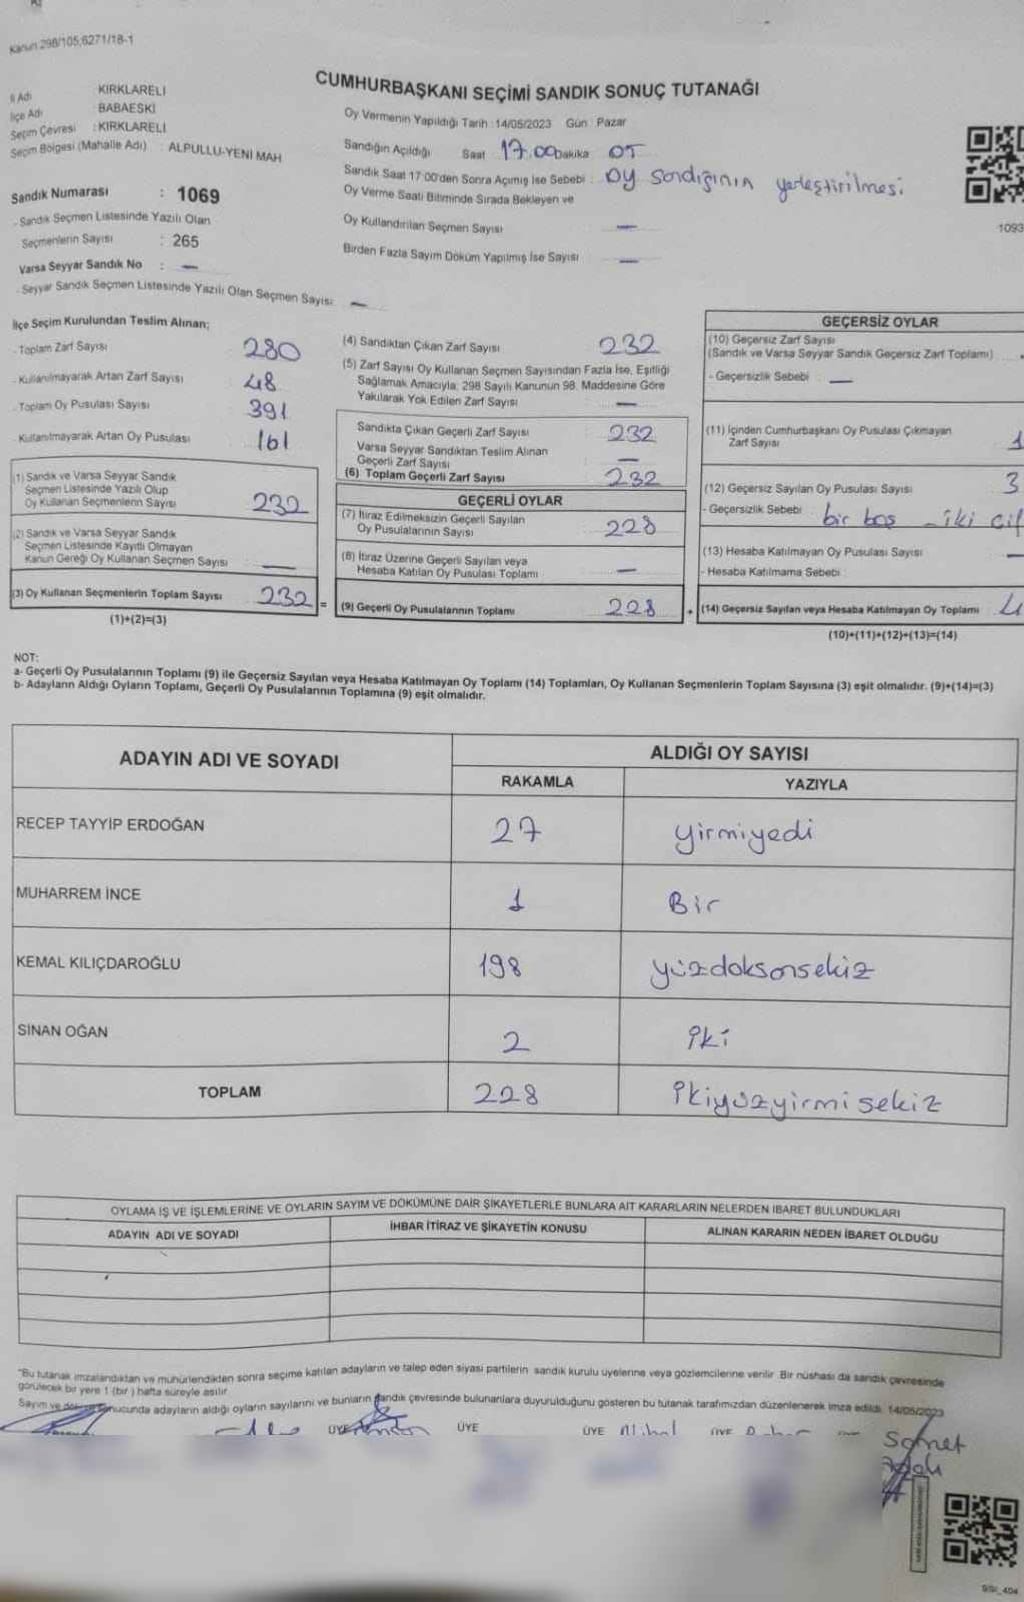 Kanun 298/105;6271/18-1
CUMHURBAŞKANI SEÇİMİ SANDIK SONUÇ TUTANAĞI
İl Adı KIRKLARELİ
İlçe Adı BABAESKİ
Seçim Çevresi : KIRKLARELİ
Seçim Bölgesi (Mahalle Adı) : ALPULLU-YENİ MAH
Sandık Numarası : 1069
- Sandık Seçmen Listesinde Yazılı Olan
Seçmenlerin Sayısı : 265
Varsa Seyyar Sandık No : —
- Seyyar Sandık Seçmen Listesinde Yazılı Olan Seçmen Sayısı —
Oy Vermenin Yapıldığı Tarih :14/05/2023 Gün : Pazar
Sandığın Açıldığı Saat 17.00 Dakika 05
Sandık Saat 17:00'den Sonra Açımış İse Sebebi : Oy Sandığının yerleştirilmesi
Oy Verme Saati Bitiminde Sırada Bekleyen ve
Oy Kullandırılan Seçmen Sayısı —
Birden Fazla Sayım Döküm Yapılmış İse Sayısı —
1093
İlçe Seçim Kurulundan Teslim Alınan;
- Toplam Zarf Sayısı 280
- Kullanılmayarak Artan Zarf Sayısı 48
- Toplam Oy Pusulası Sayısı 391
- Kullanılmayarak Artan Oy Pusulası 161
(1) Sandık ve Varsa Seyyar Sandık
Seçmen Listesinde Yazılı Olup
Oy Kullanan Seçmenlerin Sayısı 232
(2) Sandık ve Varsa Seyyar Sandık
Seçmen Listesinde Kayıtlı Olmayan
Kanun Gereği Oy Kullanan Seçmen Sayısı —
(3) Oy Kullanan Seçmenlerin Toplam Sayısı 232 =
(1)+(2)=(3)
(4) Sandıktan Çıkan Zarf Sayısı 232
(5) Zarf Sayısı Oy Kullanan Seçmen Sayısından Fazla İse, Eşitliği
Sağlamak Amacıyla; 298 Sayılı Kanunun 98. Maddesine Göre
Yakılarak Yok Edilen Zarf Sayısı —
Sandıkta Çıkan Geçerli Zarf Sayısı 232
Varsa Seyyar Sandıktan Teslim Alınan
Geçerli Zarf Sayısı —
(6) Toplam Geçerli Zarf Sayısı 232
GEÇERLİ OYLAR
(7) İtiraz Edilmeksizin Geçerli Sayılan
Oy Pusulalarının Sayısı 228
(8) İtiraz Üzerine Geçerli Sayılan veya
Hesaba Katılan Oy Pusulası Toplamı —
(9) Geçerli Oy Pusulalarının Toplamı 228 +
GEÇERSİZ OYLAR
(10) Geçersiz Zarf Sayısı
(Sandık ve Varsa Seyyar Sandık Geçersiz Zarf Toplamı)
- Geçersizlik Sebebi : —
(11) İçinden Cumhurbaşkanı Oy Pusulası Çıkmayan
Zarf Sayısı 1
(12) Geçersiz Sayılan Oy Pusulası Sayısı 3
- Geçersizlik Sebebi bir boş - iki çif
(13) Hesaba Katılmayan Oy Pusulası Sayısı —
- Hesaba Katılmama Sebebi
(14) Geçersiz Sayılan veya Hesaba Katılmayan Oy Toplamı 4
(10)+(11)+(12)+(13)=(14)
NOT:
a- Geçerli Oy Pusulalarının Toplamı (9) ile Geçersiz Sayılan veya Hesaba Katılmayan Oy Toplamı (14) Toplamları, Oy Kullanan Seçmenlerin Toplam Sayısına (3) eşit olmalıdır. (9)+(14)=(3)
b- Adayların Aldığı Oyların Toplamı, Geçerli Oy Pusulalarının Toplamına (9) eşit olmalıdır.
ADAYIN ADI VE SOYADI ALDIĞI OY SAYISI
RAKAMLA YAZIYLA
RECEP TAYYİP ERDOĞAN 27 yirmiyedi
MUHARREM İNCE 1 Bir
KEMAL KILIÇDAROĞLU 198 yüzdoksansekiz
SİNAN OĞAN 2 iki
TOPLAM 228 ikiyüzyirmisekiz
OYLAMA İŞ VE İŞLEMLERİNE VE OYLARIN SAYIM VE DÖKÜMÜNE DAİR ŞİKAYETLERLE BUNLARA AİT KARARLARIN NELERDEN İBARET BULUNDUKLARI
ADAYIN ADI VE SOYADI İHBAR İTİRAZ VE ŞİKAYETİN KONUSU ALINAN KARARIN NEDEN İBARET OLDUĞU
"Bu tutanak imzalandıktan ve mühürlendikten sonra seçime katılan adayların ve talep eden siyasi partilerin sandık kurulu üyelerine veya gözlemcilerine verilir. Bir nüshası da sandık çevresinde
görülecek bir yere 1 (bir) hafta süreyle asılır.
Sayım ve sonucunda adayların aldığı oyların sayılarını ve bunların sandık çevresinde bulunanlara duyurulduğunu gösteren bu tutanak tarafımızdan düzenlenerek imza edildi. 14/05/2023
ÜYE ÜYE ÜYE ÜYE
Samet